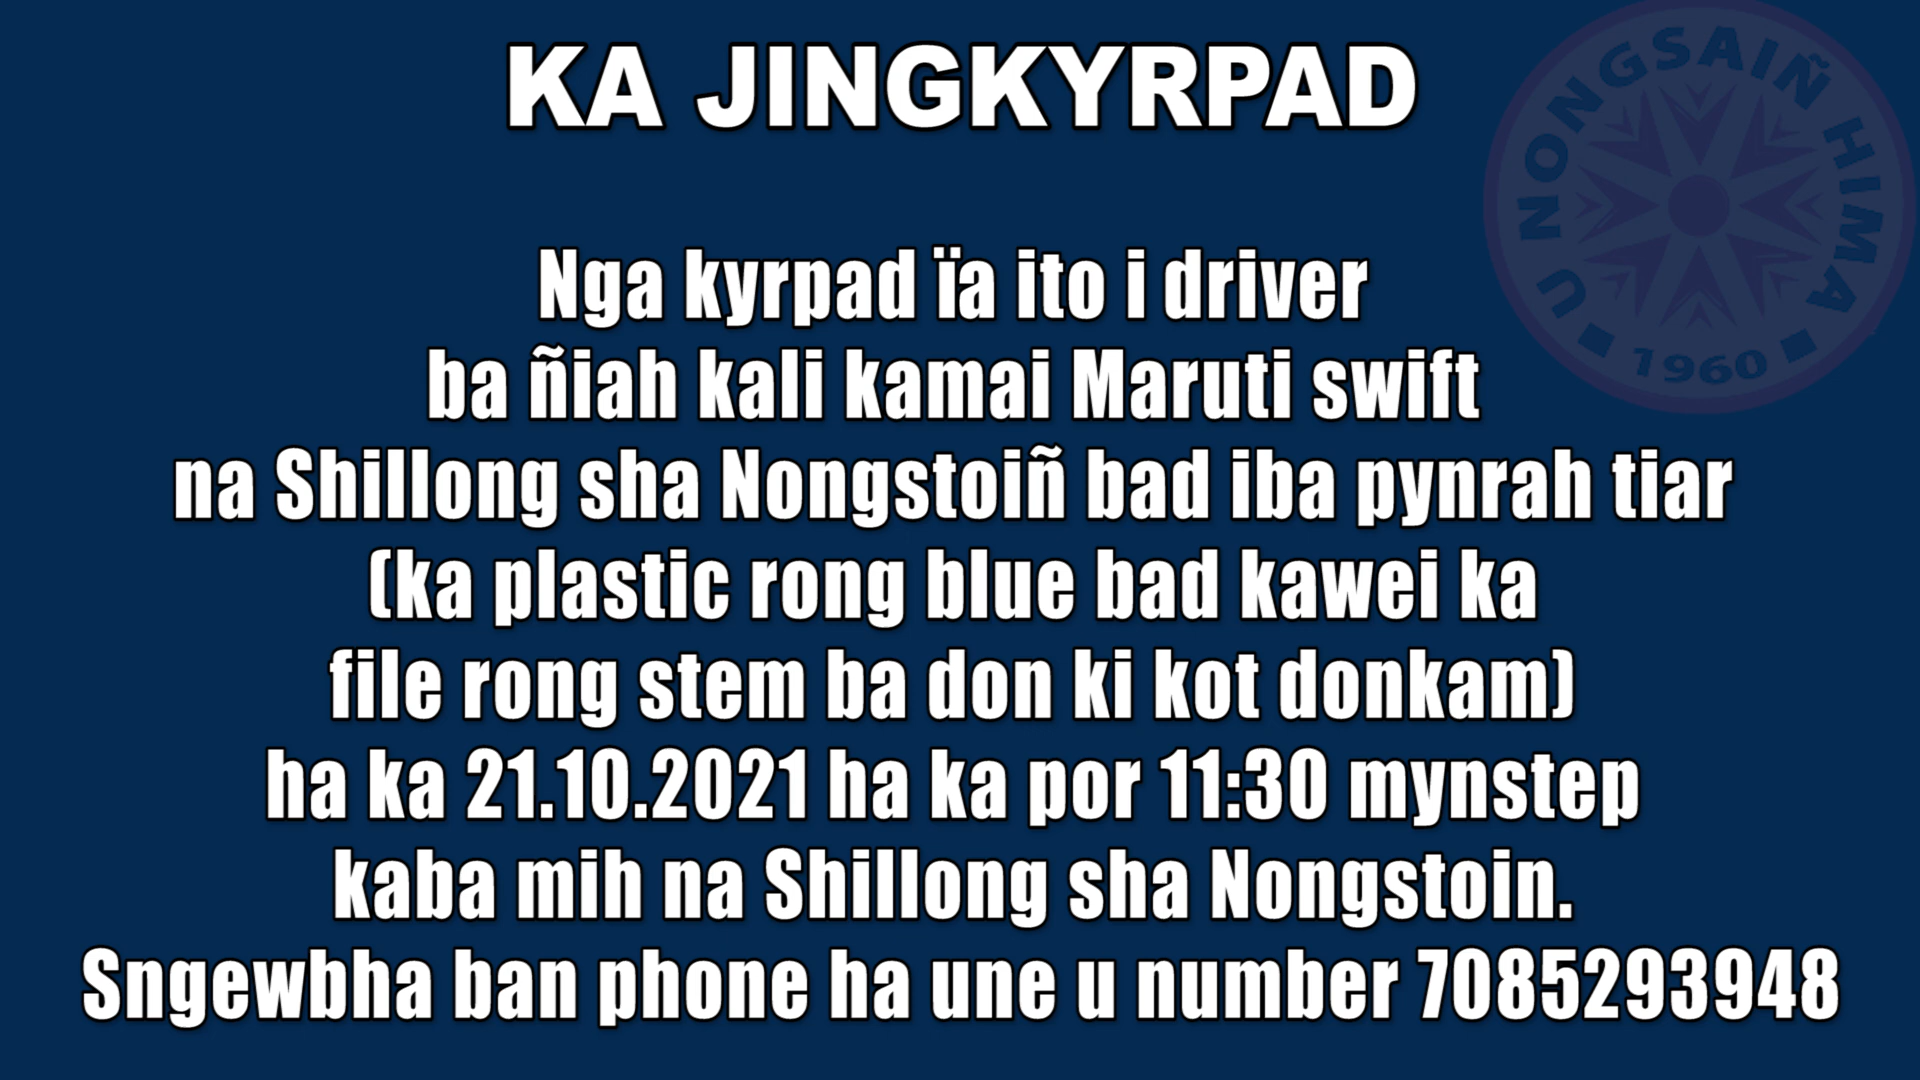 KA JINGKYRPAD
U NONGSAIÑ HIMA
1960
Nga kyrpad ïa ito i driver
ba ñiah kali kamai Maruti swift
na Shillong sha Nongstoiñ bad iba pynrah tiar
(ka plastic rong blue bad kawei ka
file rong stem ba don ki kot donkam)
ha ka 21.10.2021 ha ka por 11:30 mynstep
kaba mih na Shillong sha Nongstoin.
Sngewbha ban phone ha une u number 7085293948